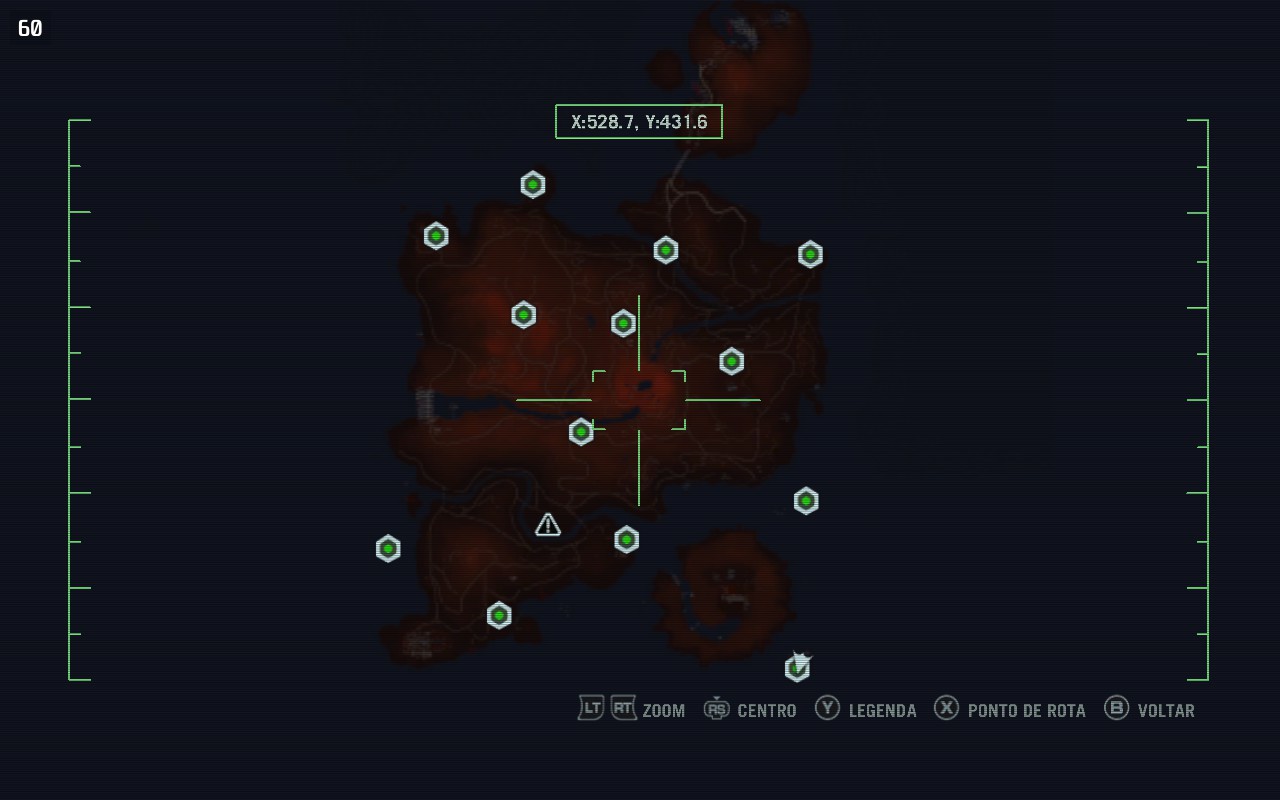 60
X:528.7, Y:431.6
LT RT ZOOM RS CENTRO Y LEGENDA X PONTO DE ROTA B VOLTAR